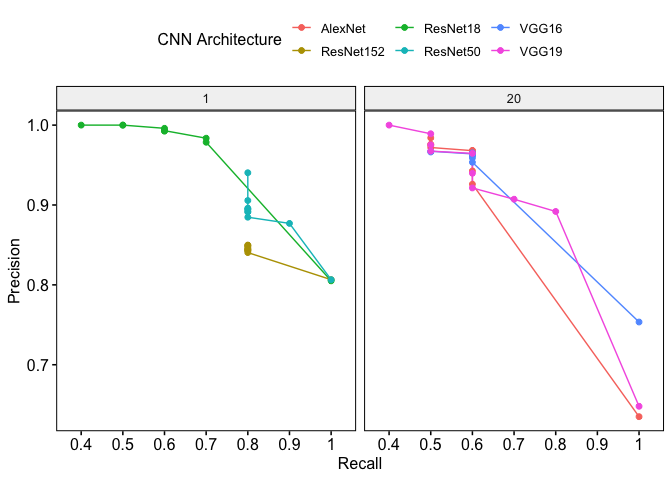 CNN Architecture
AlexNet ResNet18 VGG16
ResNet152 ResNet50 VGG19
1 20
1.0
0.9
0.8
0.7
Precision
0.4 0.5 0.6 0.7 0.8 0.9 1 0.4 0.5 0.6 0.7 0.8 0.9 1
Recall